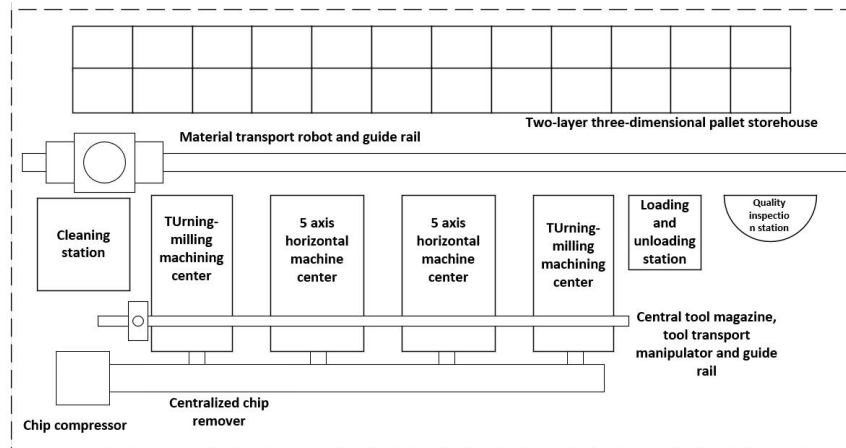 Two-layer three-dimensional pallet storehouse
Material transport robot and guide rail
Cleaning
station
TUrning-
milling
machining
center
5 axis
horizontal
machine
center
5 axis
horizontal
machine
center
TUrning-
milling
machining
center
Loading
and
unloading
station
Quality
inspectio
n station
Central tool magazine,
tool transport
manipulator and guide
rail
Centralized chip
remover
Chip compressor